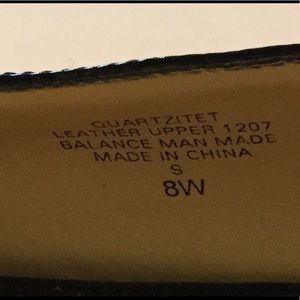 QUARTZITET
LEATHER UPPER 1207
BALANCE MAN MADE
MADE IN CHINA
S
8W